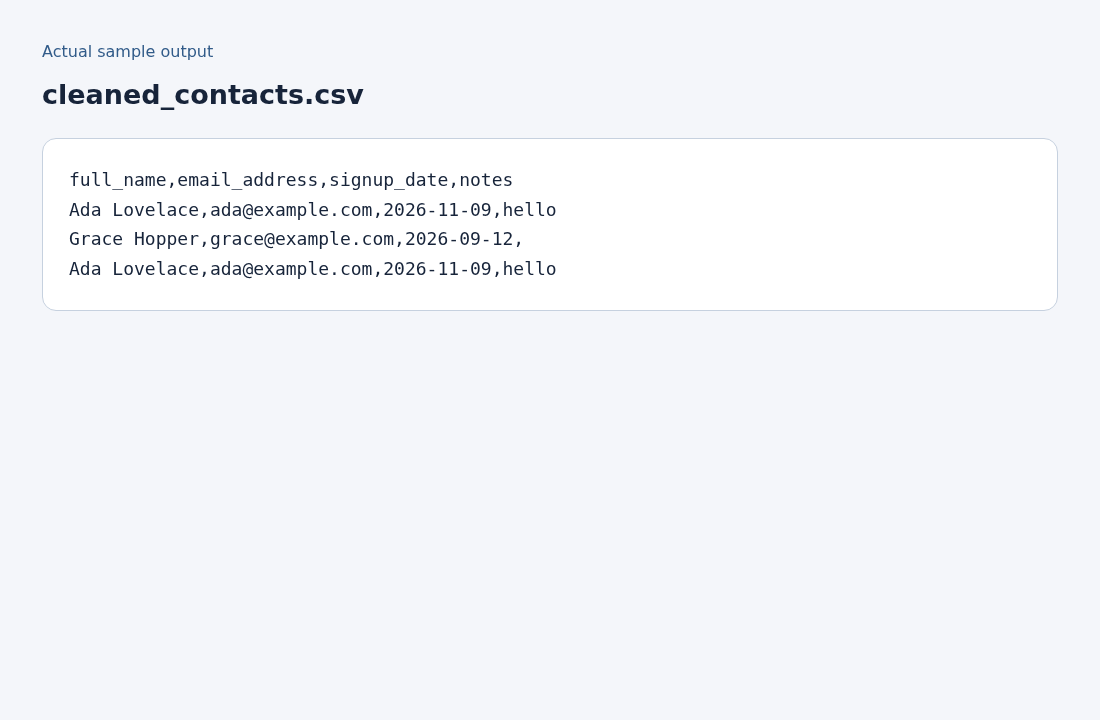 Actual sample output
cleaned_contacts.csv
full_name,email_address,signup_date,notes
Ada Lovelace,ada@example.com,2026-11-09,hello
Grace Hopper,grace@example.com,2026-09-12,
Ada Lovelace,ada@example.com,2026-11-09,hello